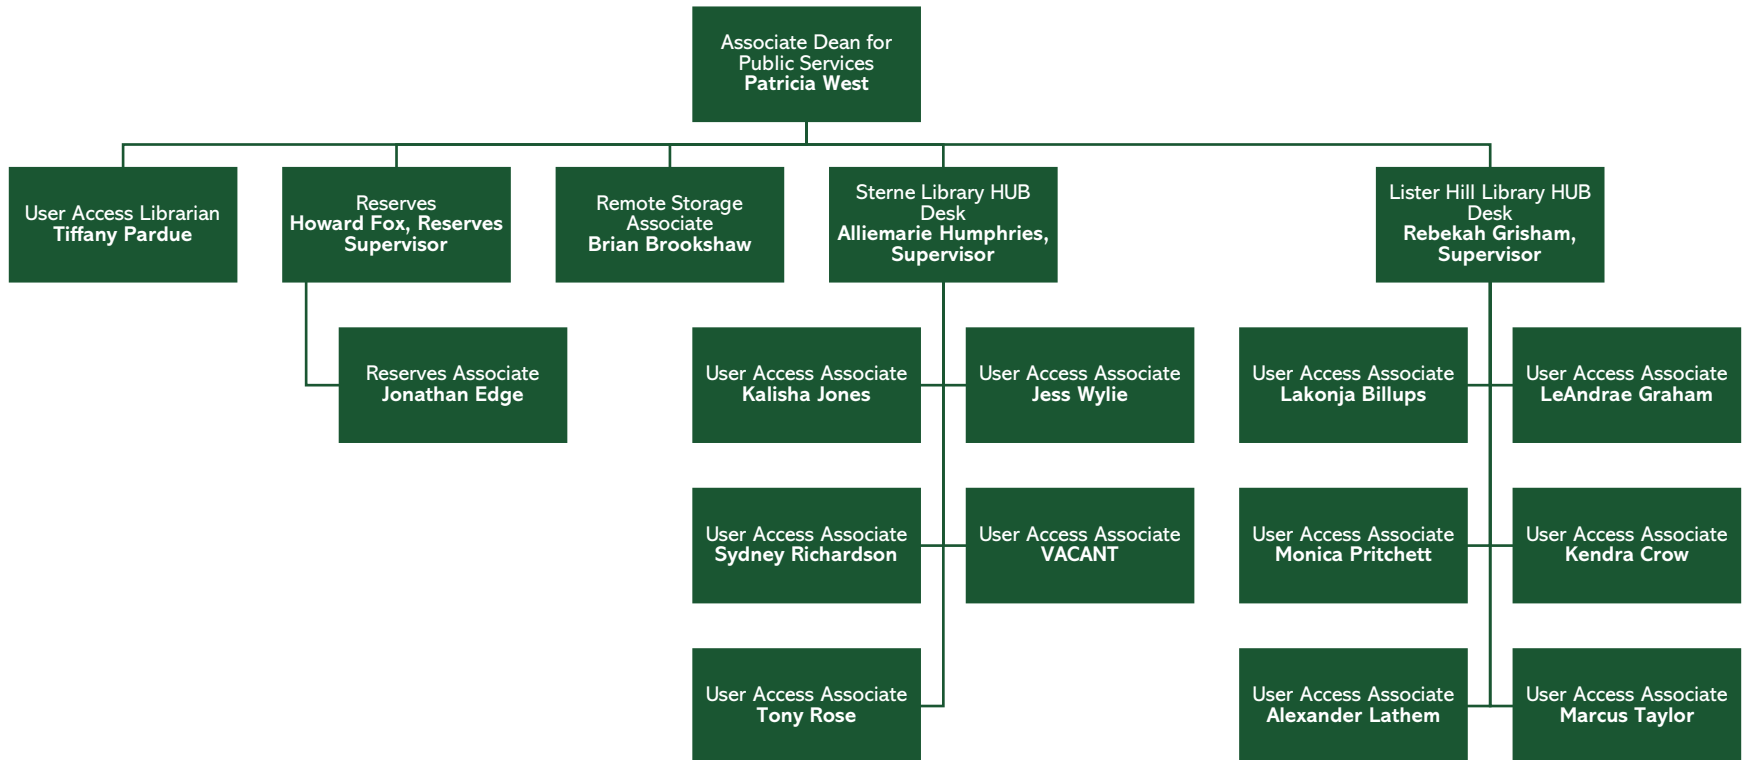 Associate Dean for
Public Services
Patricia West
User Access Librarian
Tiffany Pardue
Reserves
Howard Fox, Reserves
Supervisor
Remote Storage
Associate
Brian Brookshaw
Sterne Library HUB
Desk
Alliemarie Humphries,
Supervisor
Lister Hill Library HUB
Desk
Rebekah Grisham,
Supervisor
Reserves Associate
Jonathan Edge
User Access Associate
Kalisha Jones
User Access Associate
Jess Wylie
User Access Associate
Lakonja Billups
User Access Associate
LeAndrae Graham
User Access Associate
Sydney Richardson
User Access Associate
VACANT
User Access Associate
Monica Pritchett
User Access Associate
Kendra Crow
User Access Associate
Tony Rose
User Access Associate
Alexander Lathem
User Access Associate
Marcus Taylor